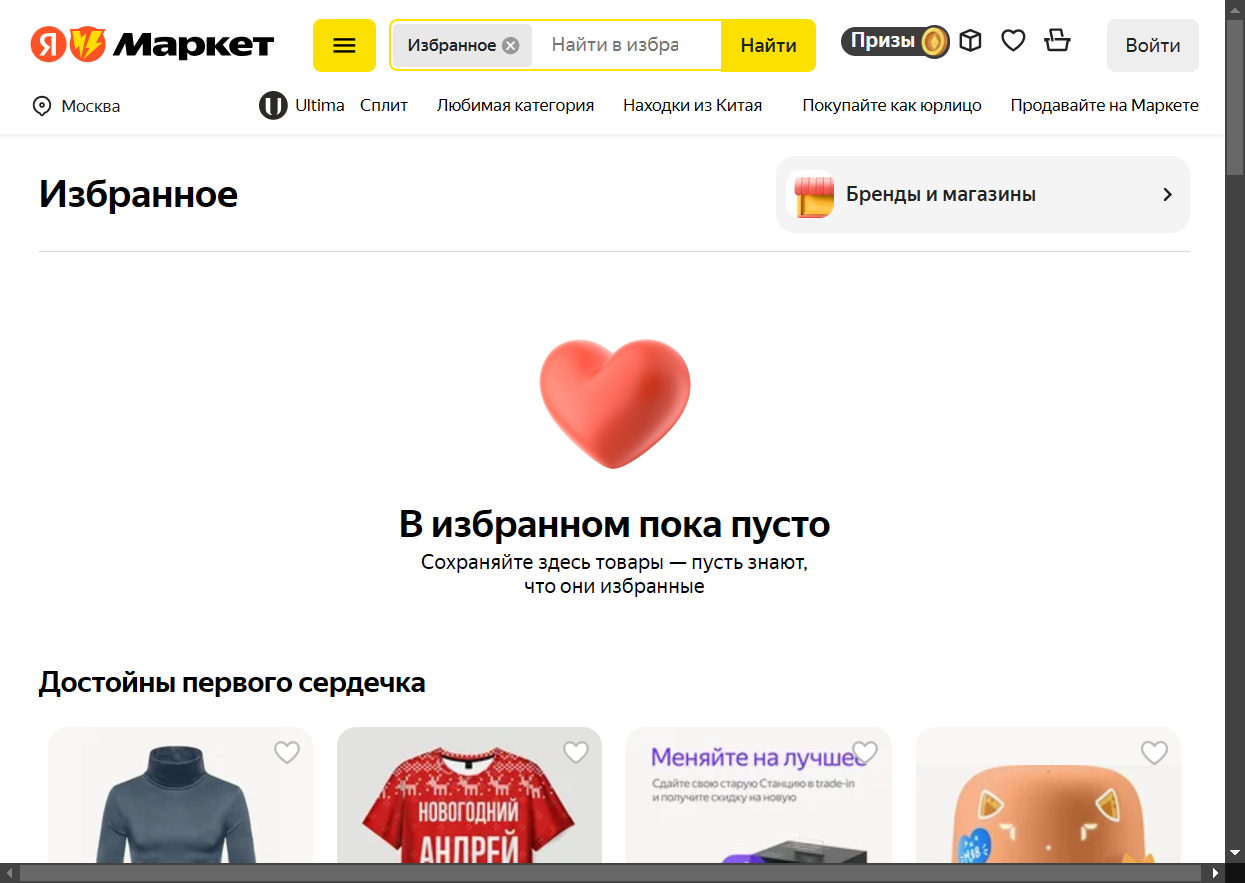 Я Маркет
Избранное
Найти в избра
Найти
Призы
Войти
Москва
Ultima
Сплит
Любимая категория
Находки из Китая
Покупайте как юрлицо
Продавайте на Маркете
Избранное
Бренды и магазины
В избранном пока пусто
Сохраняйте здесь товары — пусть знают,
что они избранные
Достойны первого сердечка
НОВОГОДНИЙ
АНДРЕЙ
Меняйте на лучшее
Сдайте свою старую Станцию в trade-in
и получите скидку на новую